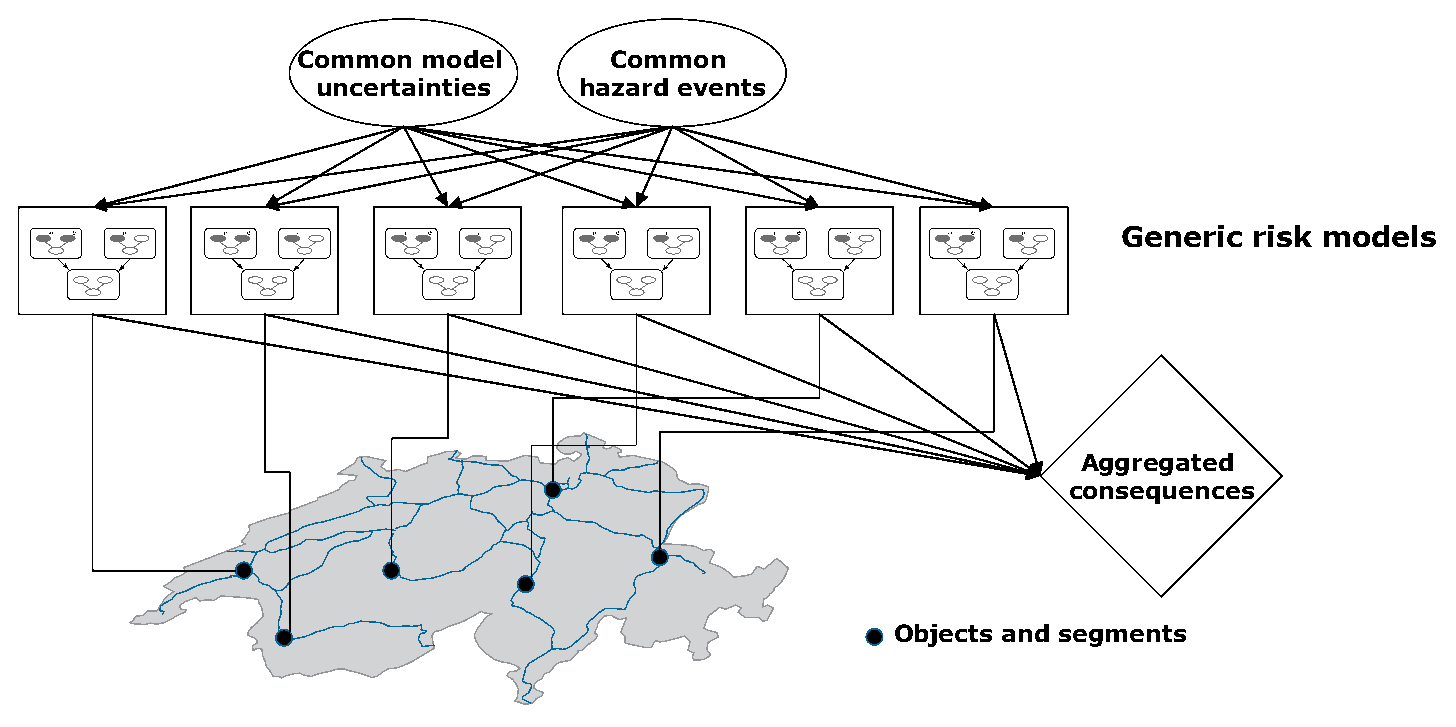 Common model
uncertainties
Common
hazard events
Generic risk models
Aggregated
consequences
Objects and segments